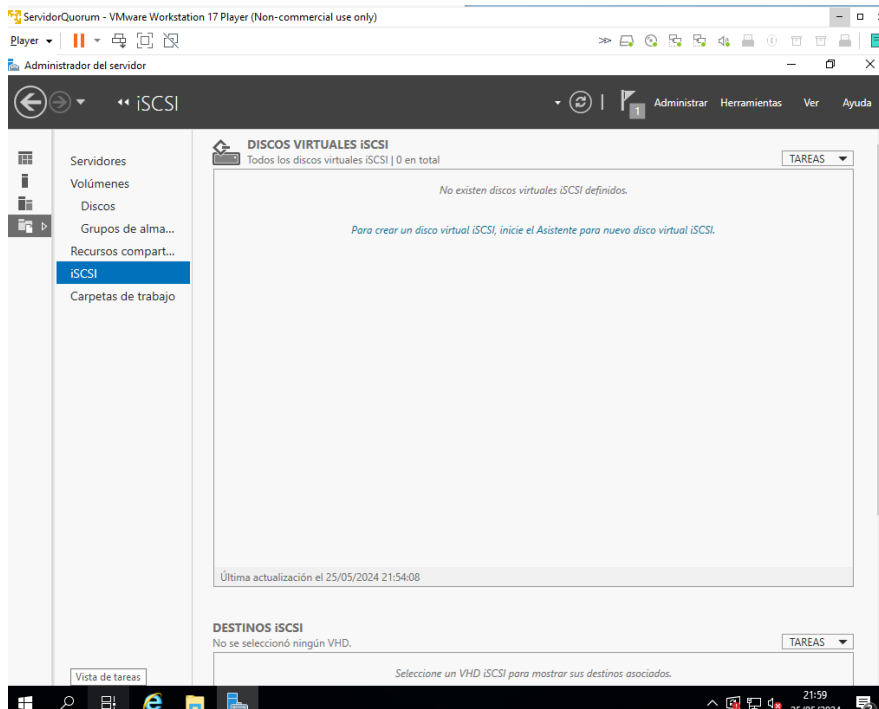 ServidorQuorum - VMware Workstation 17 Player (Non-commercial use only)
Player
Administrador del servidor
iSCSI
1
Administrar Herramientas Ver Ayuda
Servidores
Volúmenes
Discos
Grupos de alma...
Recursos compart...
iSCSI
Carpetas de trabajo
DISCOS VIRTUALES iSCSI
Todos los discos virtuales iSCSI | 0 en total
TAREAS
No existen discos virtuales iSCSI definidos.
Para crear un disco virtual iSCSI, inicie el Asistente para nuevo disco virtual iSCSI.
Última actualización el 25/05/2024 21:54:08
DESTINOS iSCSI
No se seleccionó ningún VHD.
TAREAS
Seleccione un VHD iSCSI para mostrar sus destinos asociados.
Vista de tareas
21:59
25/05/2024